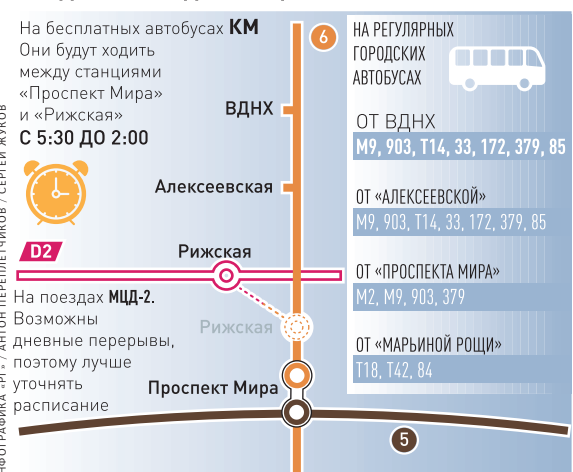 На бесплатных автобусах КМ
Они будут ходить
между станциями
«Проспект Мира»
и «Рижская»
С 5:30 ДО 2:00
D2
На поездах МЦД-2.
Возможны
дневные перерывы,
поэтому лучше
уточнять
расписание
6
ВДНХ
Алексеевская
Рижская
Рижская
Проспект Мира
5
НА РЕГУЛЯРНЫХ
ГОРОДСКИХ
АВТОБУСАХ
ОТ ВДНХ
М9, 903, Т14, 33, 172, 379, 85
ОТ «АЛЕКСЕЕВСКОЙ»
М9, 903, Т14, 33, 172, 379, 85
ОТ «ПРОСПЕКТА МИРА»
М2, М9, 903, 379
ОТ «МАРЬИНОЙ РОЩИ»
Т18, Т42, 84
/ АНТОН ПЕРЕПЛЕТЧИКОВ / СЕРГЕЙ ЖУКОВ